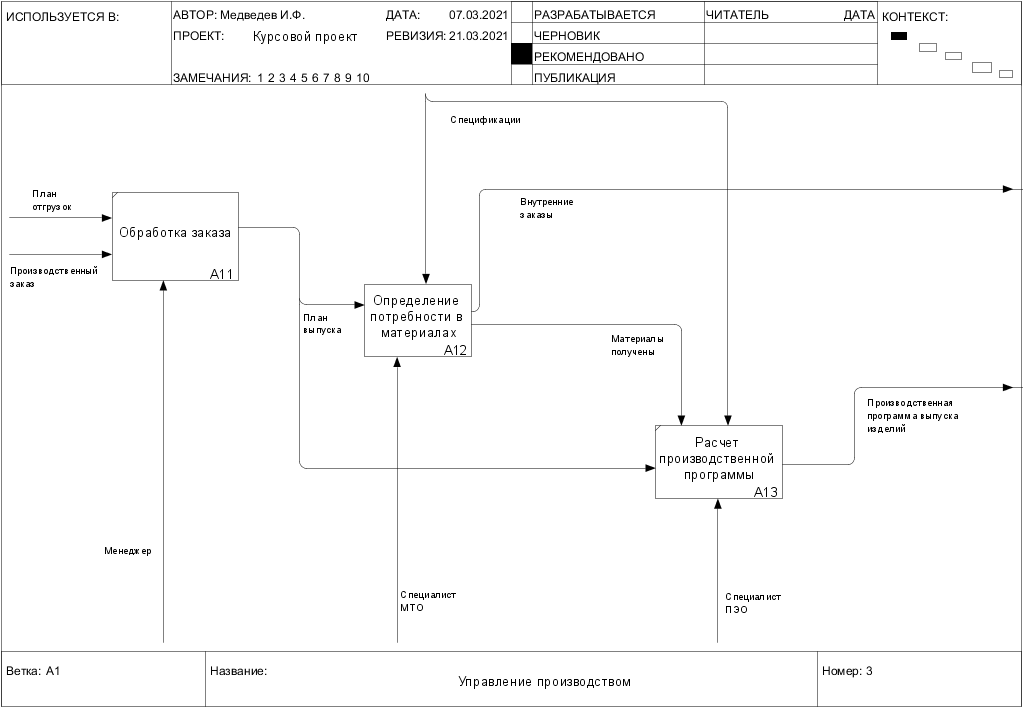 ИСПОЛЬЗУЕТСЯ В:
АВТОР: Медведев И.Ф.
ДАТА: 07.03.2021
РАЗРАБАТЫВАЕТСЯ
ЧИТАТЕЛЬ
ДАТА
КОНТЕКСТ:
ПРОЕКТ: Курсовой проект
РЕВИЗИЯ: 21.03.2021
ЧЕРНОВИК
РЕКОМЕНДОВАНО
ЗАМЕЧАНИЯ: 1 2 3 4 5 6 7 8 9 10
ПУБЛИКАЦИЯ
Спецификации
План
отгрузок
Внутренние
заказы
Обработка заказа
A11
Производственный
заказ
Определение
потребности в
материалах
A12
План
выпуска
Материалы
получены
Производственная
программа выпуска
изделий
Расчет
производственной
программы
A13
Менеджер
Специалист
МТО
Специалист
ПЭО
Ветка: A1
Название:
Управление производством
Номер: 3